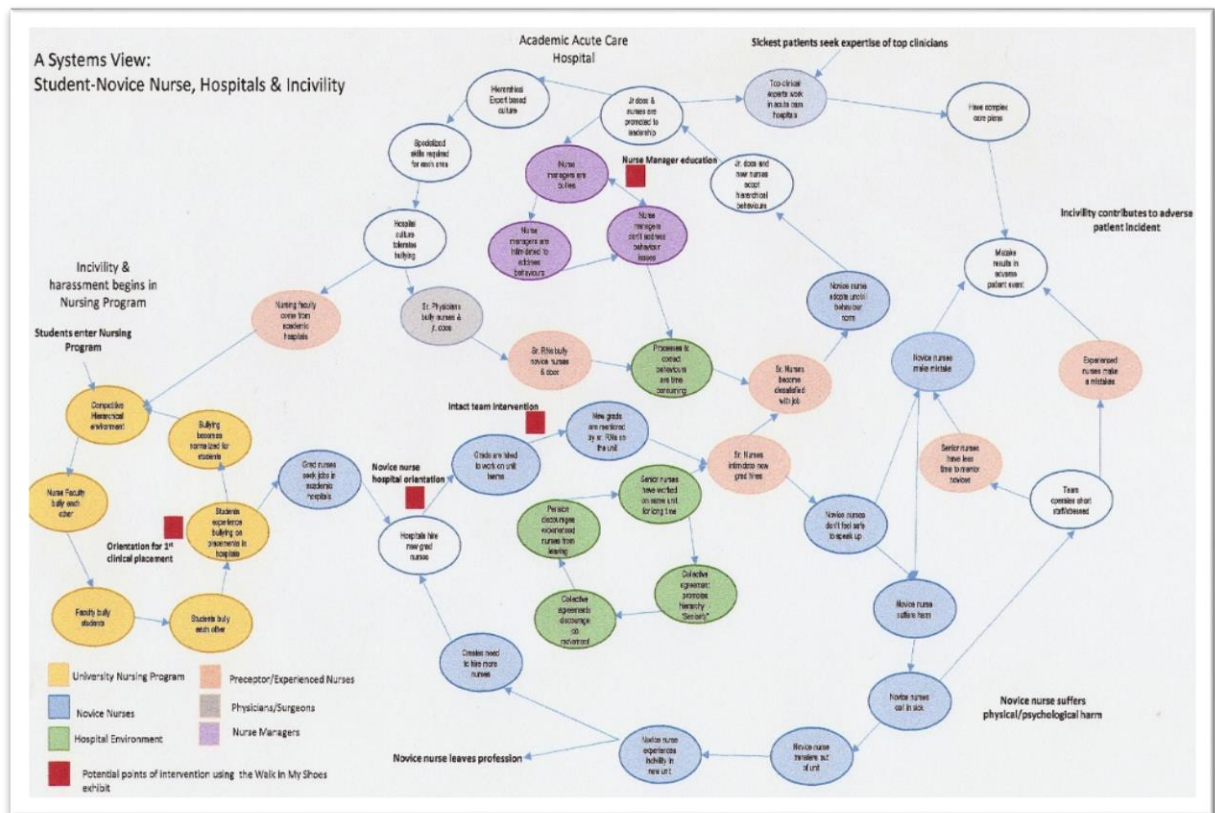 A Systems View:
Student-Novice Nurse, Hospitals & Incivility
Academic Acute Care
Hospital
Sickest patients seek expertise of top clinicians
Hierarchical
Expert based
culture
Jr docs &
nurses are
promoted to
leadership
Top clinical
experts work
in acute care
hospitals
Have complex
care plans
Specialized
skills required
for each area
Nurse
managers are
bullies
Nurse Manager education
Jr. docs and
new nurses
adopt
hierarchical
behaviours
Hospital
culture
tolerates
bullying
Nurse
managers are
intimidated to
address
behaviours
Nurse
managers
don't address
behaviour
issues
Incivility contributes to adverse
patient incident
Mistake
results in
adverse
patient event
Incivility &
harassment begins in
Nursing Program
Nursing faculty
come from
academic
hospitals
Sr. Physicians
bully nurses &
jr. docs
Novice nurse
adopts uncivil
behaviour
norm
Students enter Nursing
Program
Sr. RNs bully
novice nurses
& door
Processes to
correct
behaviours
are time
consuming
Sr. Nurses
become
dissatisfied
with job
Novice nurses
make mistake
Experienced
nurses make
a mistakes
Competitive
Hierarchical
environment
Bullying
becomes
normalized for
students
Intact team intervention
New grads
are mentored
by sr. RNs on
the unit
Grad nurses
seek jobs in
academic
hospitals
Novice nurse
hospital orientation
Grads are hired
to work on unit
teams
Sr. Nurses
intimidate new
grad hires
Senior nurses
have less
time to mentor
novices
Nurse Faculty
bully each
other
Students
experience
bullying on
placements in
hospitals
Orientation for 1st
clinical placement
Hospitals hire
new grad
nurses
Senior nurses
have worked
on same unit
for long time
Pension
discourages
experienced
nurses from
leaving
Novice nurses
don't feel safe
to speak up
Team
operates short
staff/stressed
Faculty bully
students
Students bully
each other
Collective
agreements
discourage
job
movement
Collective
agreement
promotes
hierarchy
"Seniority"
Novice nurse
suffers harm
Creates need
to hire more
nurses
Novice nurses
call in sick
Novice nurse suffers
physical/psychological harm
University Nursing Program
Preceptor/Experienced Nurses
Novice Nurses
Physicians/Surgeons
Hospital Environment
Nurse Managers
Potential points of intervention using the Walk in My Shoes
exhibit
Novice nurse leaves profession
Novice nurse
experiences
incivility in
new unit
Novice nurse
transfers out
of unit